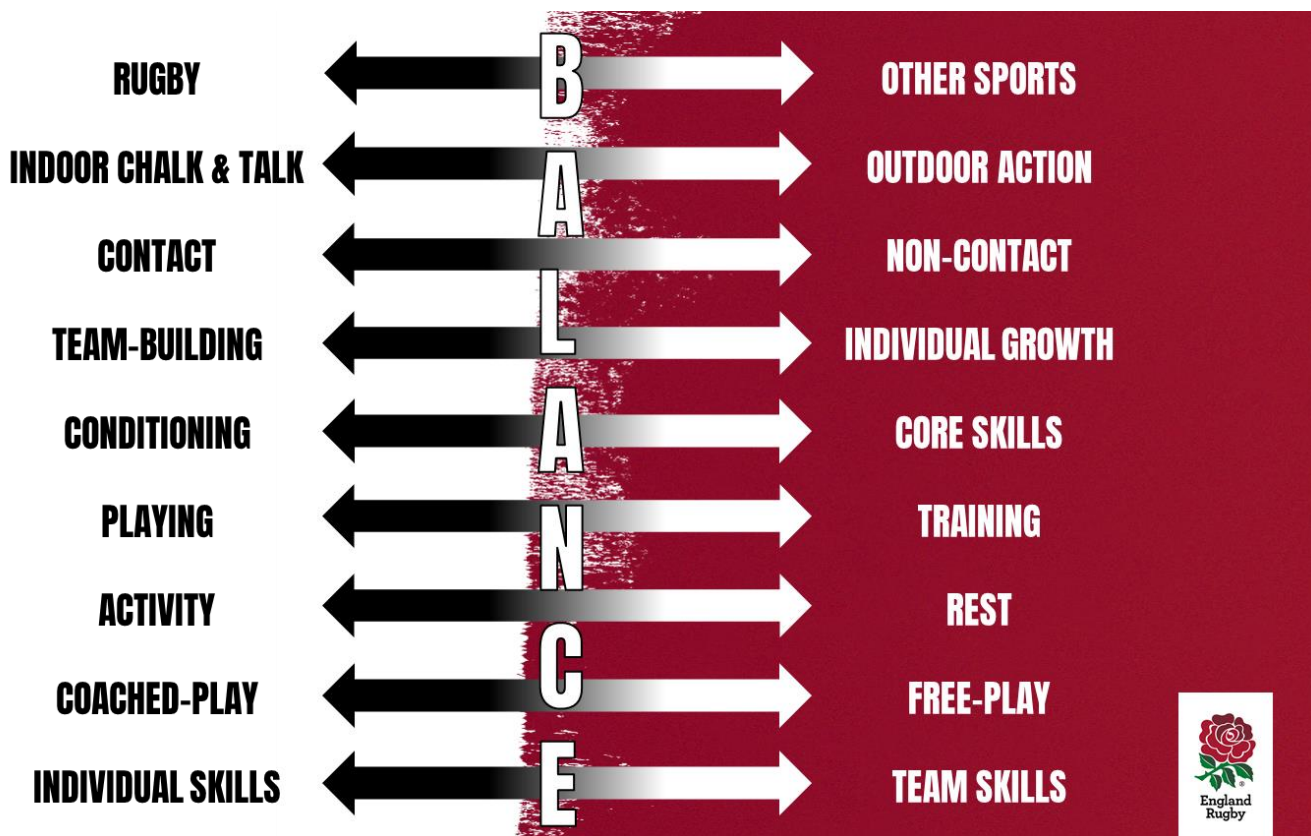 RUGBY OTHER SPORTS
INDOOR CHALK & TALK OUTDOOR ACTION
CONTACT NON-CONTACT
TEAM-BUILDING INDIVIDUAL GROWTH
CONDITIONING CORE SKILLS
PLAYING TRAINING
ACTIVITY REST
COACHED-PLAY FREE-PLAY
INDIVIDUAL SKILLS TEAM SKILLS
BALANCE
England
Rugby